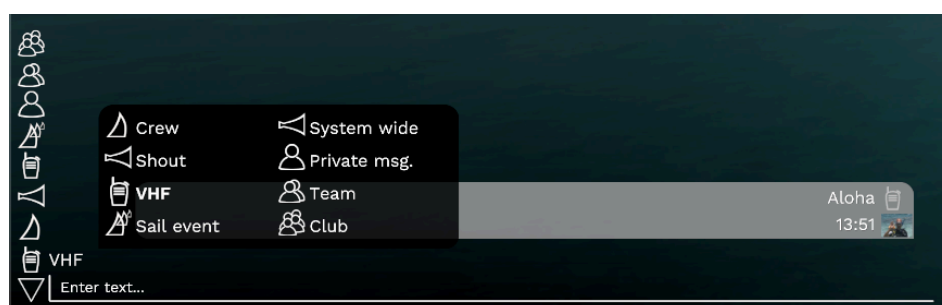 Crew System wide
Shout Private msg.
VHF Team
Aloha
Sail event Club
13:51
VHF
Enter text...